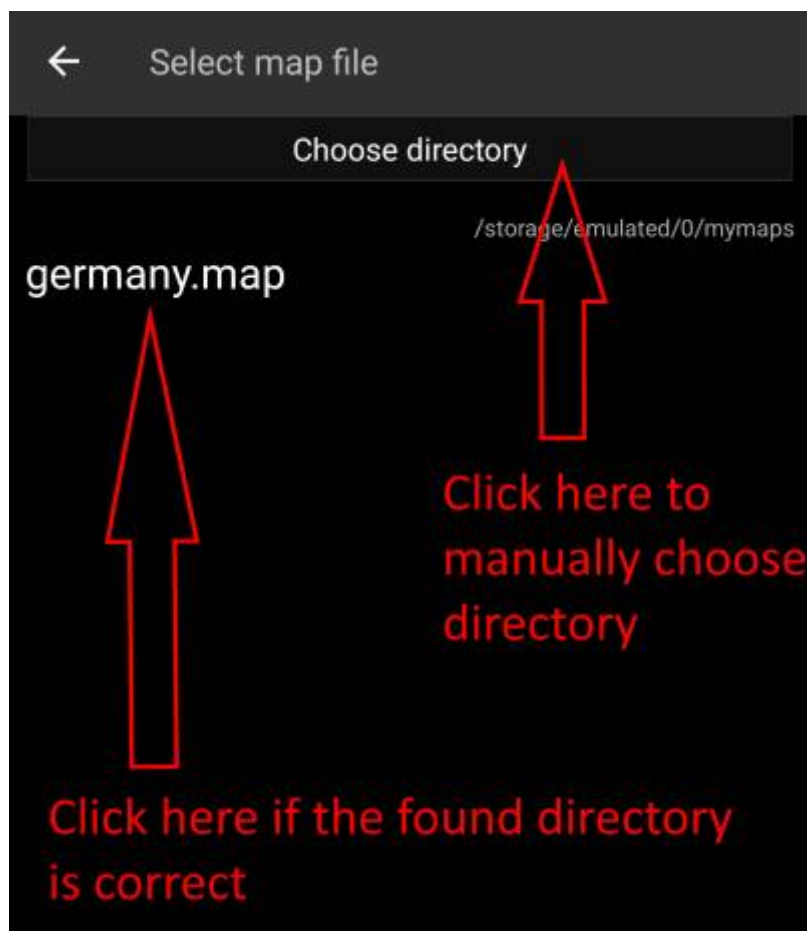 Select map file
Choose directory
/storage/emulated/0/mymaps
germany.map
Click here to
manually choose
directory
Click here if the found directory
is correct